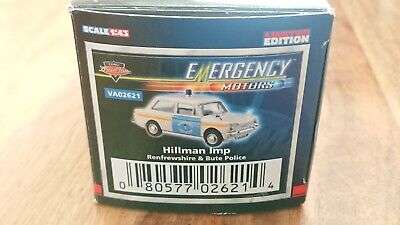 SCALE 1:43
EDITION
EMERGENCY
MOTORS
VA02621
Hillman Imp
Renfrewshire & Bute Police
0 80577 02621 4